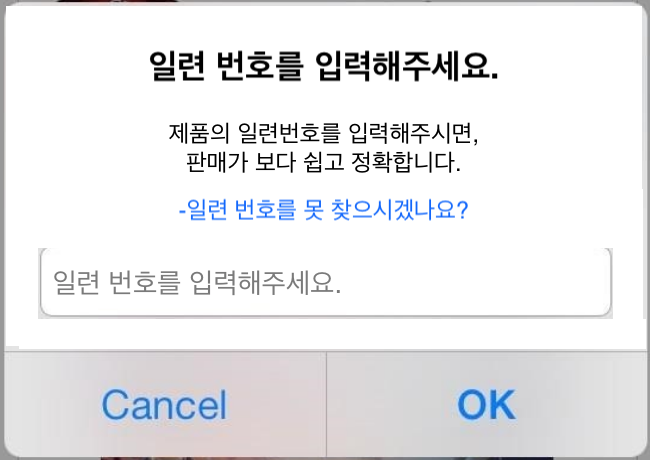 일련 번호를 입력해주세요.
제품의 일련번호를 입력해주시면,
판매가 보다 쉽고 정확합니다.
-일련 번호를 못 찾으시겠나요?
일련 번호를 입력해주세요.
Cancel
OK